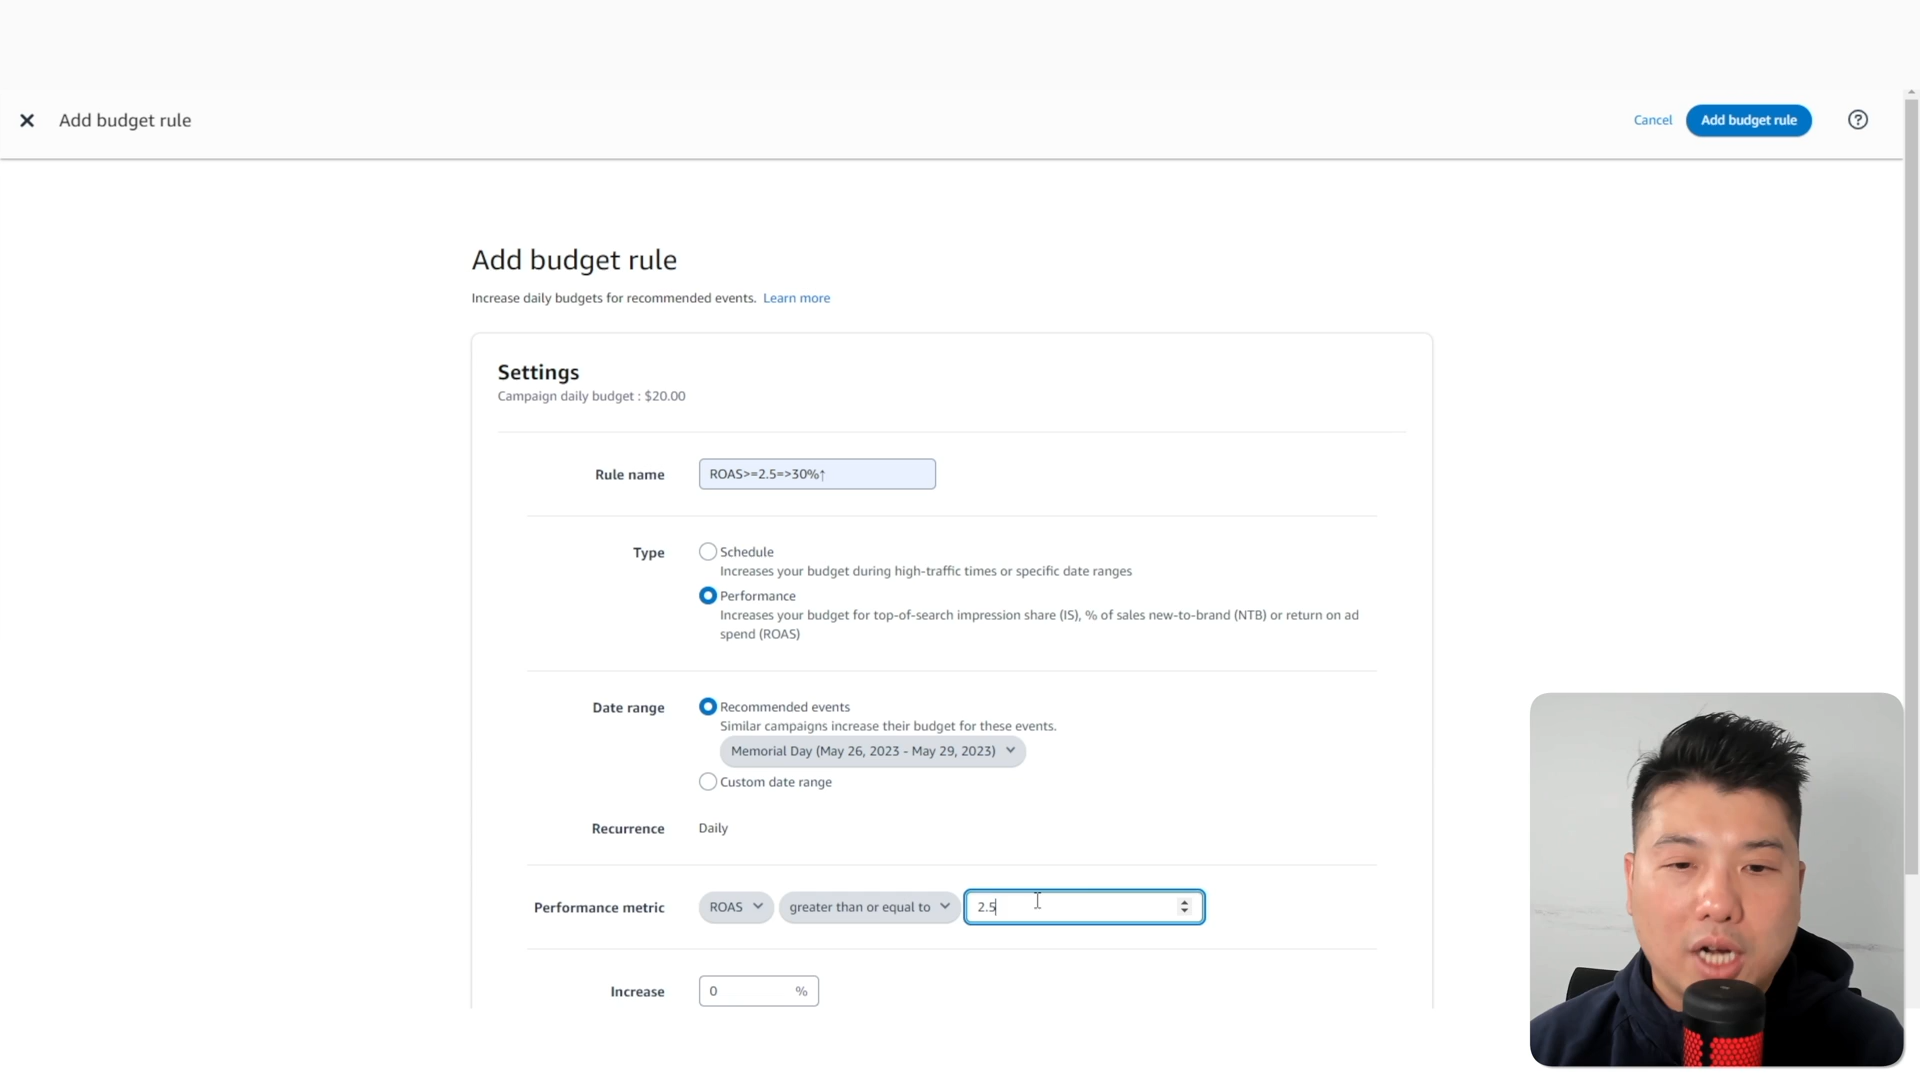 Add budget rule
Cancel
Add budget rule
Add budget rule
Increase daily budgets for recommended events. Learn more
Settings
Campaign daily budget : $20.00
Rule name
ROAS>=2.5=>30%↑
Type
Schedule
Increases your budget during high-traffic times or specific date ranges
Performance
Increases your budget for top-of-search impression share (IS), % of sales new-to-brand (NTB) or return on ad
spend (ROAS)
Date range
Recommended events
Similar campaigns increase their budget for these events.
Memorial Day (May 26, 2023 - May 29, 2023)
Custom date range
Recurrence
Daily
Performance metric
ROAS
greater than or equal to
2.5
Increase
0 %